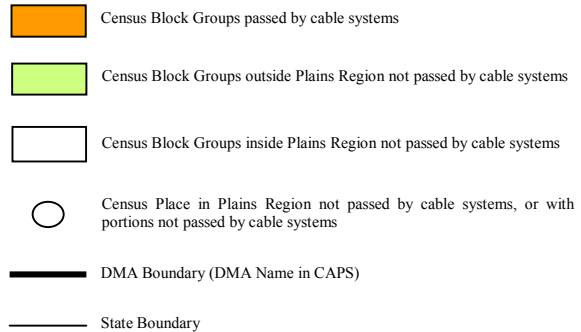 Census Block Groups passed by cable systems
Census Block Groups outside Plains Region not passed by cable systems
Census Block Groups inside Plains Region not passed by cable systems
Census Place in Plains Region not passed by cable systems, or with
portions not passed by cable systems
DMA Boundary (DMA Name in CAPS)
State Boundary